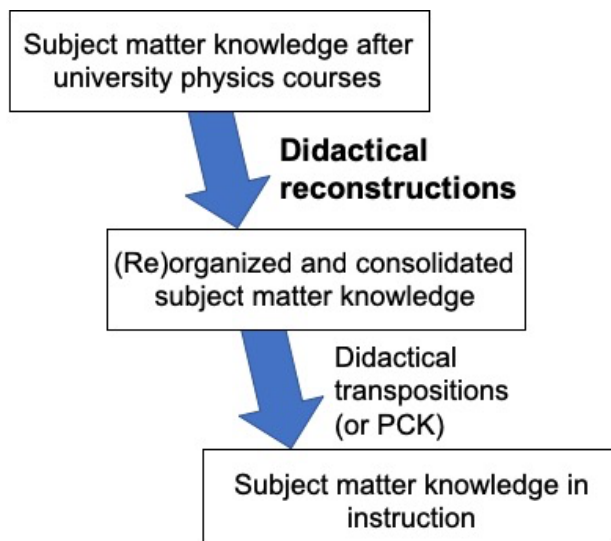 Subject matter knowledge after
university physics courses
Didactical
reconstructions
(Re)organized and consolidated
subject matter knowledge
Didactical
transpositions
(or PCK)
Subject matter knowledge in
instruction